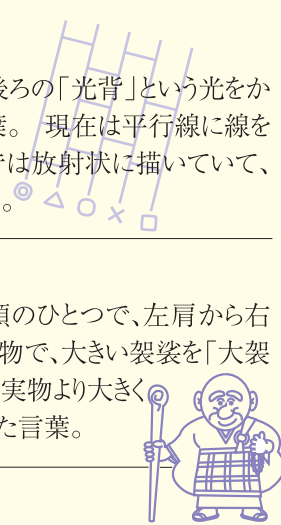 後ろの「光背」という光をか
葉。 現在は平行線に線を
は放射状に描いていて、
。
類のひとつで、左肩から右
物で、大きい袈裟を「大袈
実物より大きく
た言葉。